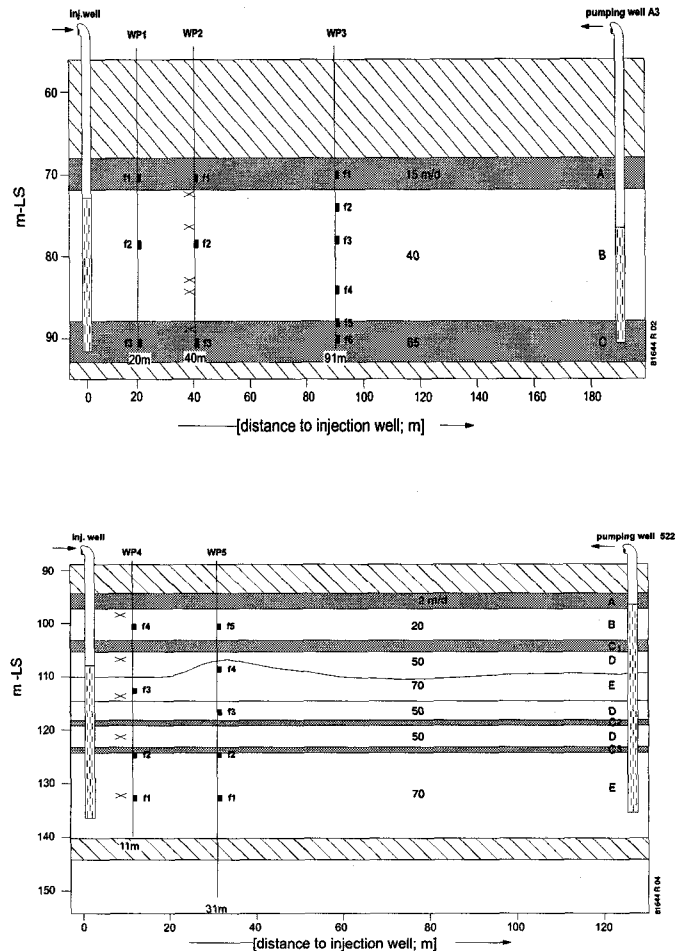 inj.well
pumping well A3
WP1
WP2
WP3
60
70
80
90
m-LS
f1
f1
f1
15 m/d
A
f2
f2
f2
f3
40
B
f4
f3
f3
f5
f6
65
C
20m
40m
91m
81644 R 02
0
20
40
60
80
100
120
140
160
180
[distance to injection well; m]
inj. well
pumping well 522
WP4
WP5
90
100
110
120
130
140
150
m -LS
2 m/d
A
f4
f5
20
B
C1
50
D
f4
f3
70
E
f3
50
D
C2
50
D
C3
f2
f2
f1
f1
70
E
11m
31m
81644 R 04
0
20
40
60
80
100
120
[distance to injection well; m]